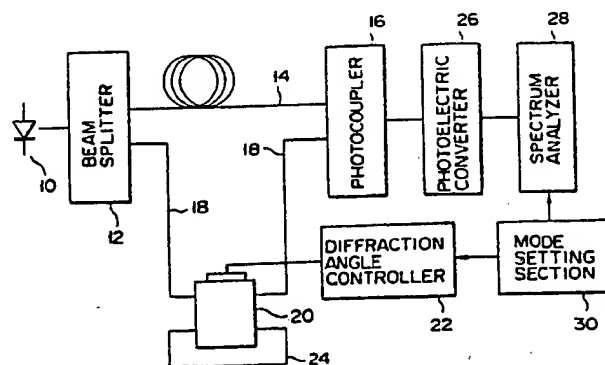 16
26
28
14
10
BEAM
SPLITTER
12
18
18
PHOTOCOUPLER
PHOTOELECTRIC
CONVERTER
SPECTRUM
ANALYZER
DIFFRACTION
ANGLE
CONTROLLER
22
MODE
SETTING
SECTION
30
20
24